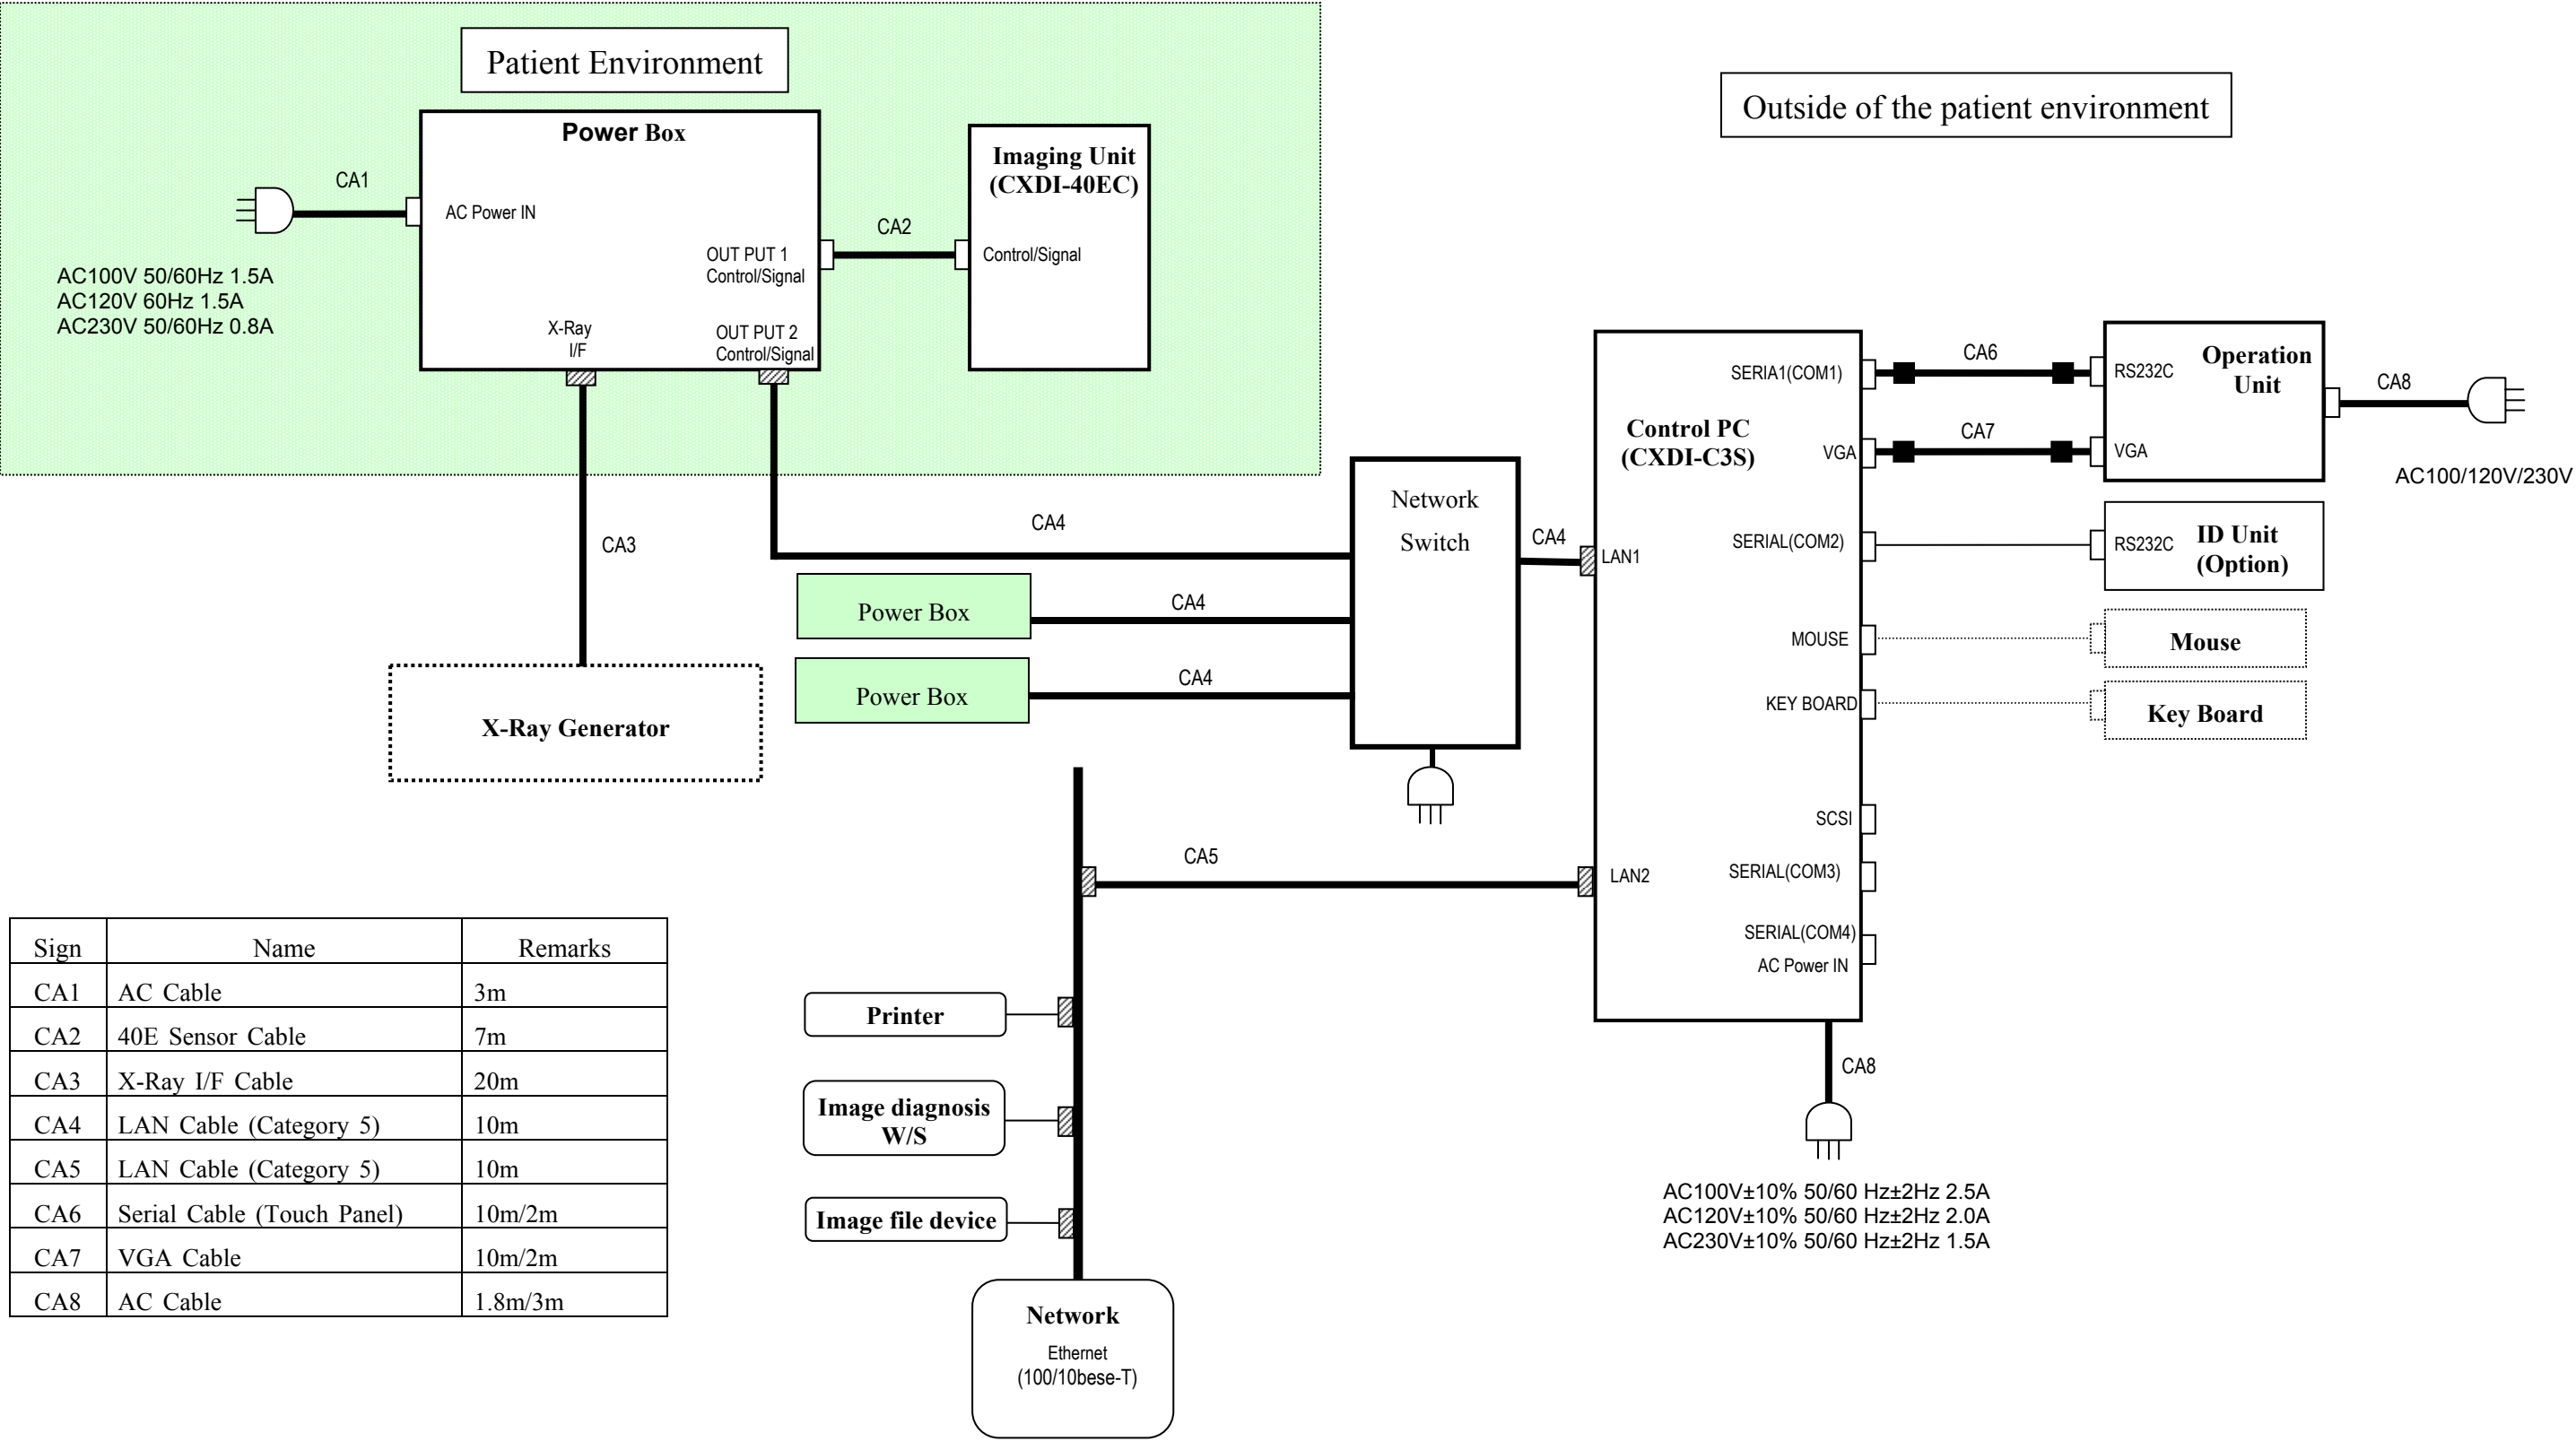 Patient Environment
Outside of the patient environment
Power Box
CA1
AC Power IN
AC100V 50/60Hz 1.5A
AC120V 60Hz 1.5A
AC230V 50/60Hz 0.8A
OUT PUT 1
Control/Signal
X-Ray
I/F
OUT PUT 2
Control/Signal
CA2
Imaging Unit
(CXDI-40EC)
Control/Signal
CA3
X-Ray Generator
CA4
Power Box
CA4
Power Box
CA4
Network
Switch
CA4
LAN1
Control PC
(CXDI-C3S)
SERIA1(COM1)
VGA
SERIAL(COM2)
MOUSE
KEY BOARD
SCSI
SERIAL(COM3)
SERIAL(COM4)
AC Power IN
LAN2
CA5
CA6
CA7
RS232C
VGA
Operation
Unit
CA8
AC100/120V/230V
RS232C
ID Unit
(Option)
Mouse
Key Board
CA8
AC100V±10% 50/60 Hz±2Hz 2.5A
AC120V±10% 50/60 Hz±2Hz 2.0A
AC230V±10% 50/60 Hz±2Hz 1.5A
Printer
Image diagnosis
W/S
Image file device
Network
Ethernet
(100/10bese-T)
Sign Name Remarks
CA1 AC Cable 3m
CA2 40E Sensor Cable 7m
CA3 X-Ray I/F Cable 20m
CA4 LAN Cable (Category 5) 10m
CA5 LAN Cable (Category 5) 10m
CA6 Serial Cable (Touch Panel) 10m/2m
CA7 VGA Cable 10m/2m
CA8 AC Cable 1.8m/3m